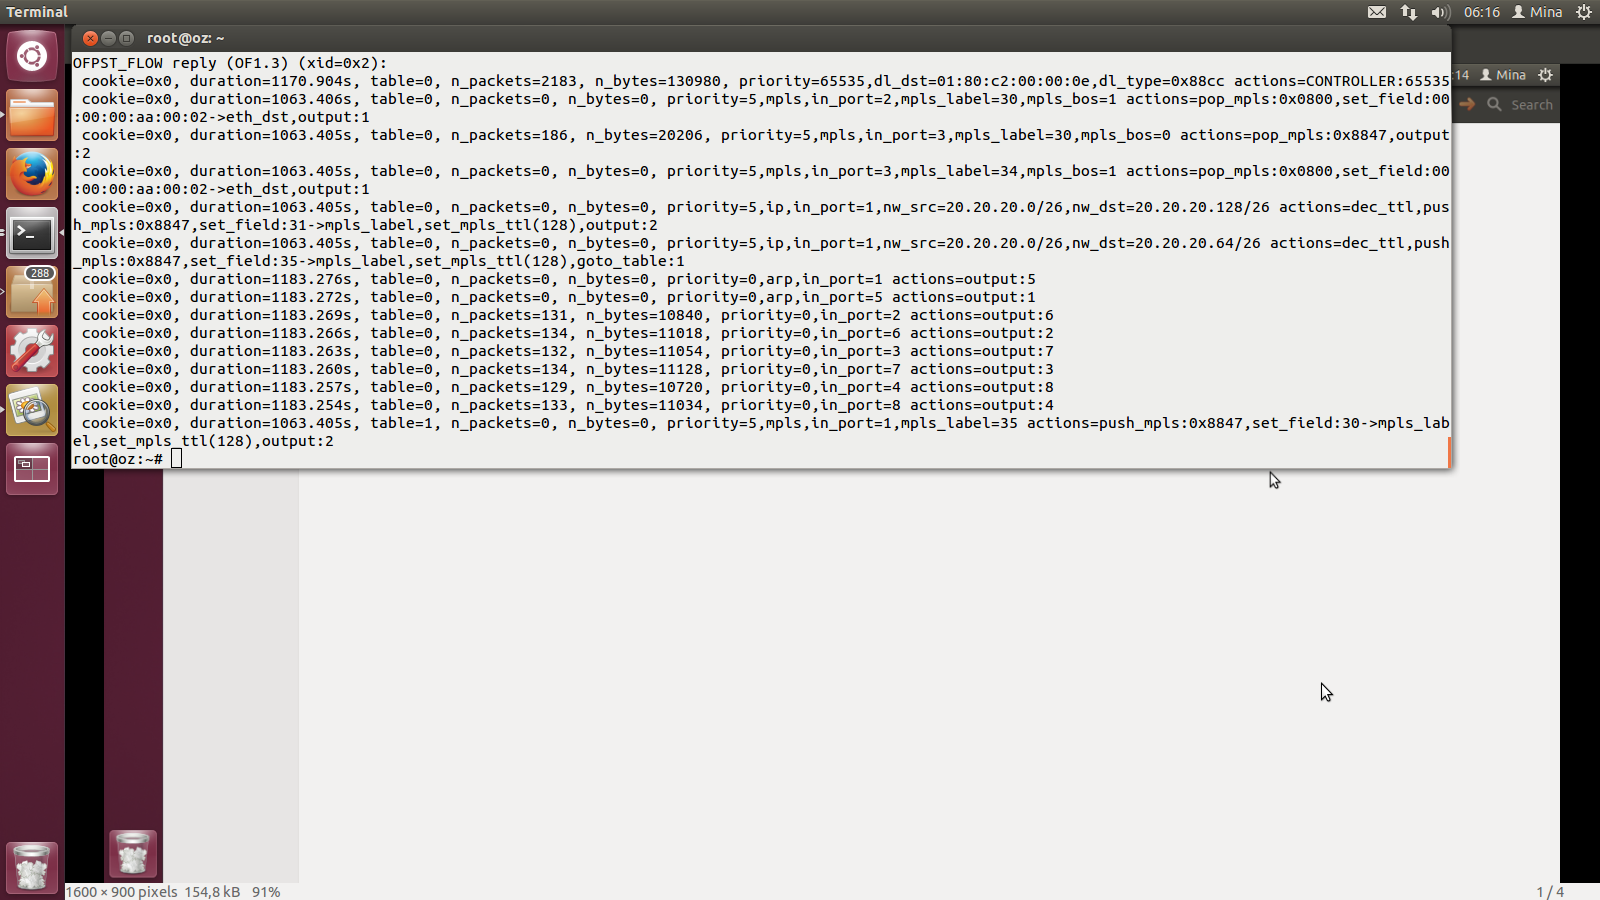 Terminal
06:16 Mina
root@oz: ~
OFPST_FLOW reply (OF1.3) (xid=0x2):
cookie=0x0, duration=1170.904s, table=0, n_packets=2183, n_bytes=130980, priority=65535,dl_dst=01:80:c2:00:00:0e,dl_type=0x88cc actions=CONTROLLER:65535
cookie=0x0, duration=1063.406s, table=0, n_packets=0, n_bytes=0, priority=5,mpls,in_port=2,mpls_label=30,mpls_bos=1 actions=pop_mpls:0x0800,set_field:00
:00:00:aa:00:02->eth_dst,output:1
cookie=0x0, duration=1063.405s, table=0, n_packets=186, n_bytes=20206, priority=5,mpls,in_port=3,mpls_label=30,mpls_bos=0 actions=pop_mpls:0x8847,output
:2
cookie=0x0, duration=1063.405s, table=0, n_packets=0, n_bytes=0, priority=5,mpls,in_port=3,mpls_label=34,mpls_bos=1 actions=pop_mpls:0x0800,set_field:00
:00:00:aa:00:02->eth_dst,output:1
cookie=0x0, duration=1063.405s, table=0, n_packets=0, n_bytes=0, priority=5,ip,in_port=1,nw_src=20.20.20.0/26,nw_dst=20.20.20.128/26 actions=dec_ttl,pus
h_mpls:0x8847,set_field:31->mpls_label,set_mpls_ttl(128),output:2
cookie=0x0, duration=1063.405s, table=0, n_packets=0, n_bytes=0, priority=5,ip,in_port=1,nw_src=20.20.20.0/26,nw_dst=20.20.20.64/26 actions=dec_ttl,push
_mpls:0x8847,set_field:35->mpls_label,set_mpls_ttl(128),goto_table:1
cookie=0x0, duration=1183.276s, table=0, n_packets=0, n_bytes=0, priority=0,arp,in_port=1 actions=output:5
cookie=0x0, duration=1183.272s, table=0, n_packets=0, n_bytes=0, priority=0,arp,in_port=5 actions=output:1
cookie=0x0, duration=1183.269s, table=0, n_packets=131, n_bytes=10840, priority=0,in_port=2 actions=output:6
cookie=0x0, duration=1183.266s, table=0, n_packets=134, n_bytes=11018, priority=0,in_port=6 actions=output:2
cookie=0x0, duration=1183.263s, table=0, n_packets=132, n_bytes=11054, priority=0,in_port=3 actions=output:7
cookie=0x0, duration=1183.260s, table=0, n_packets=134, n_bytes=11128, priority=0,in_port=7 actions=output:3
cookie=0x0, duration=1183.257s, table=0, n_packets=129, n_bytes=10720, priority=0,in_port=4 actions=output:8
cookie=0x0, duration=1183.254s, table=0, n_packets=133, n_bytes=11034, priority=0,in_port=8 actions=output:4
cookie=0x0, duration=1063.405s, table=1, n_packets=0, n_bytes=0, priority=5,mpls,in_port=1,mpls_label=35 actions=push_mpls:0x8847,set_field:30->mpls_lab
el,set_mpls_ttl(128),output:2
root@oz:~#
:14 Mina
Search
288
1600 × 900 pixels 154,8 kB 91%
1 / 4